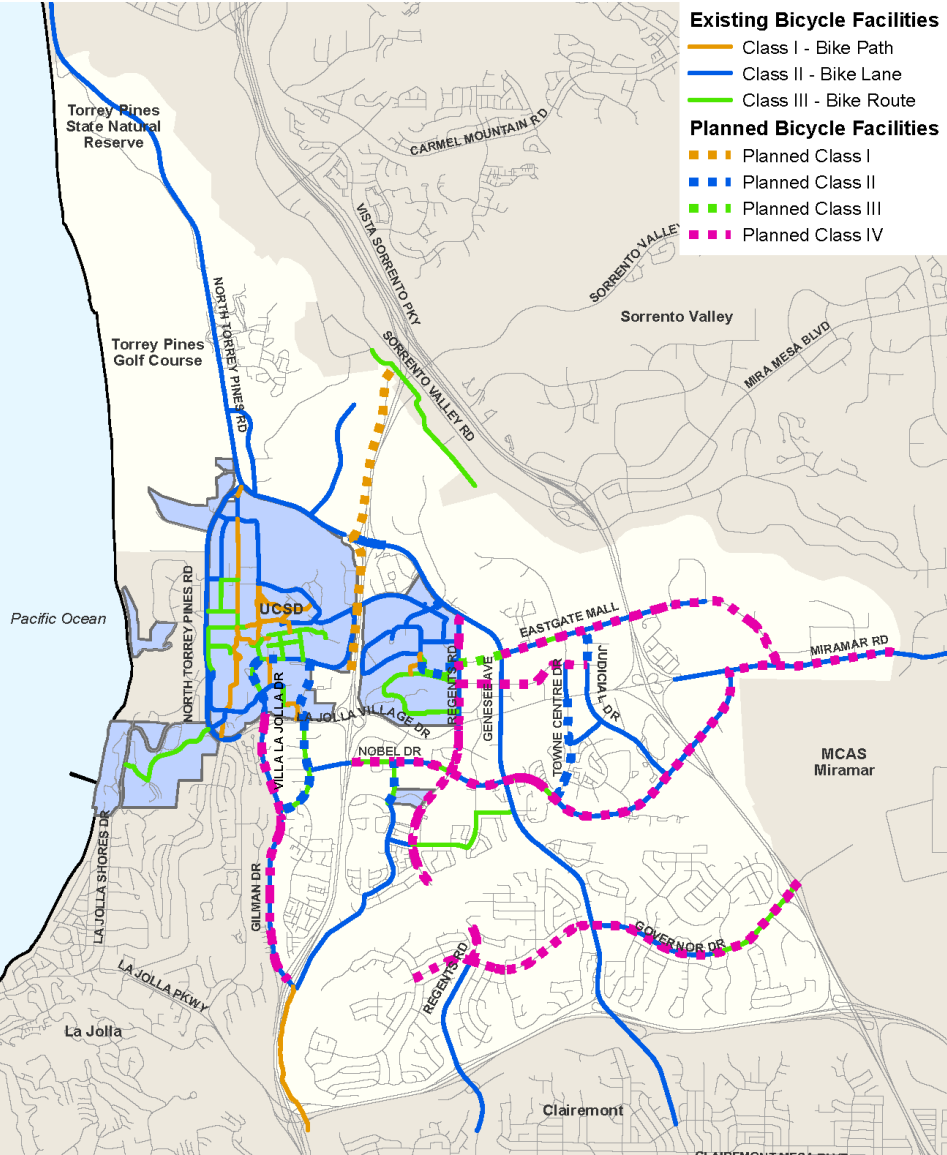 Existing Bicycle Facilities
Class I - Bike Path
Class II - Bike Lane
Class III - Bike Route
Planned Bicycle Facilities
Planned Class I
Planned Class II
Planned Class III
Planned Class IV
Torrey Pines
State Natural
Reserve
CARMEL MOUNTAIN RD
VISTA SORRENTO PKY
SORRENTO VALLEY
Sorrento Valley
NORTH TORREY PINES RD
Torrey Pines
Golf Course
SORRENTO VALLEY RD
MIRA MESA BLVD
NORTH TORREY PINES RD
Pacific Ocean
UCSD
EASTGATE MALL
MIRAMAR RD
REGENTS RD
GENESEE AVE
TOWNE CENTRE DR
JUDICIAL DR
VILLA LA JOLLA DR
LA JOLLA VILLAGE DR
NOBEL DR
MCAS
Miramar
LA JOLLA SHORES DR
GILMAN DR
GOVERNOR DR
REGENTS RD
LA JOLLA PKWY
La Jolla
Clairemont